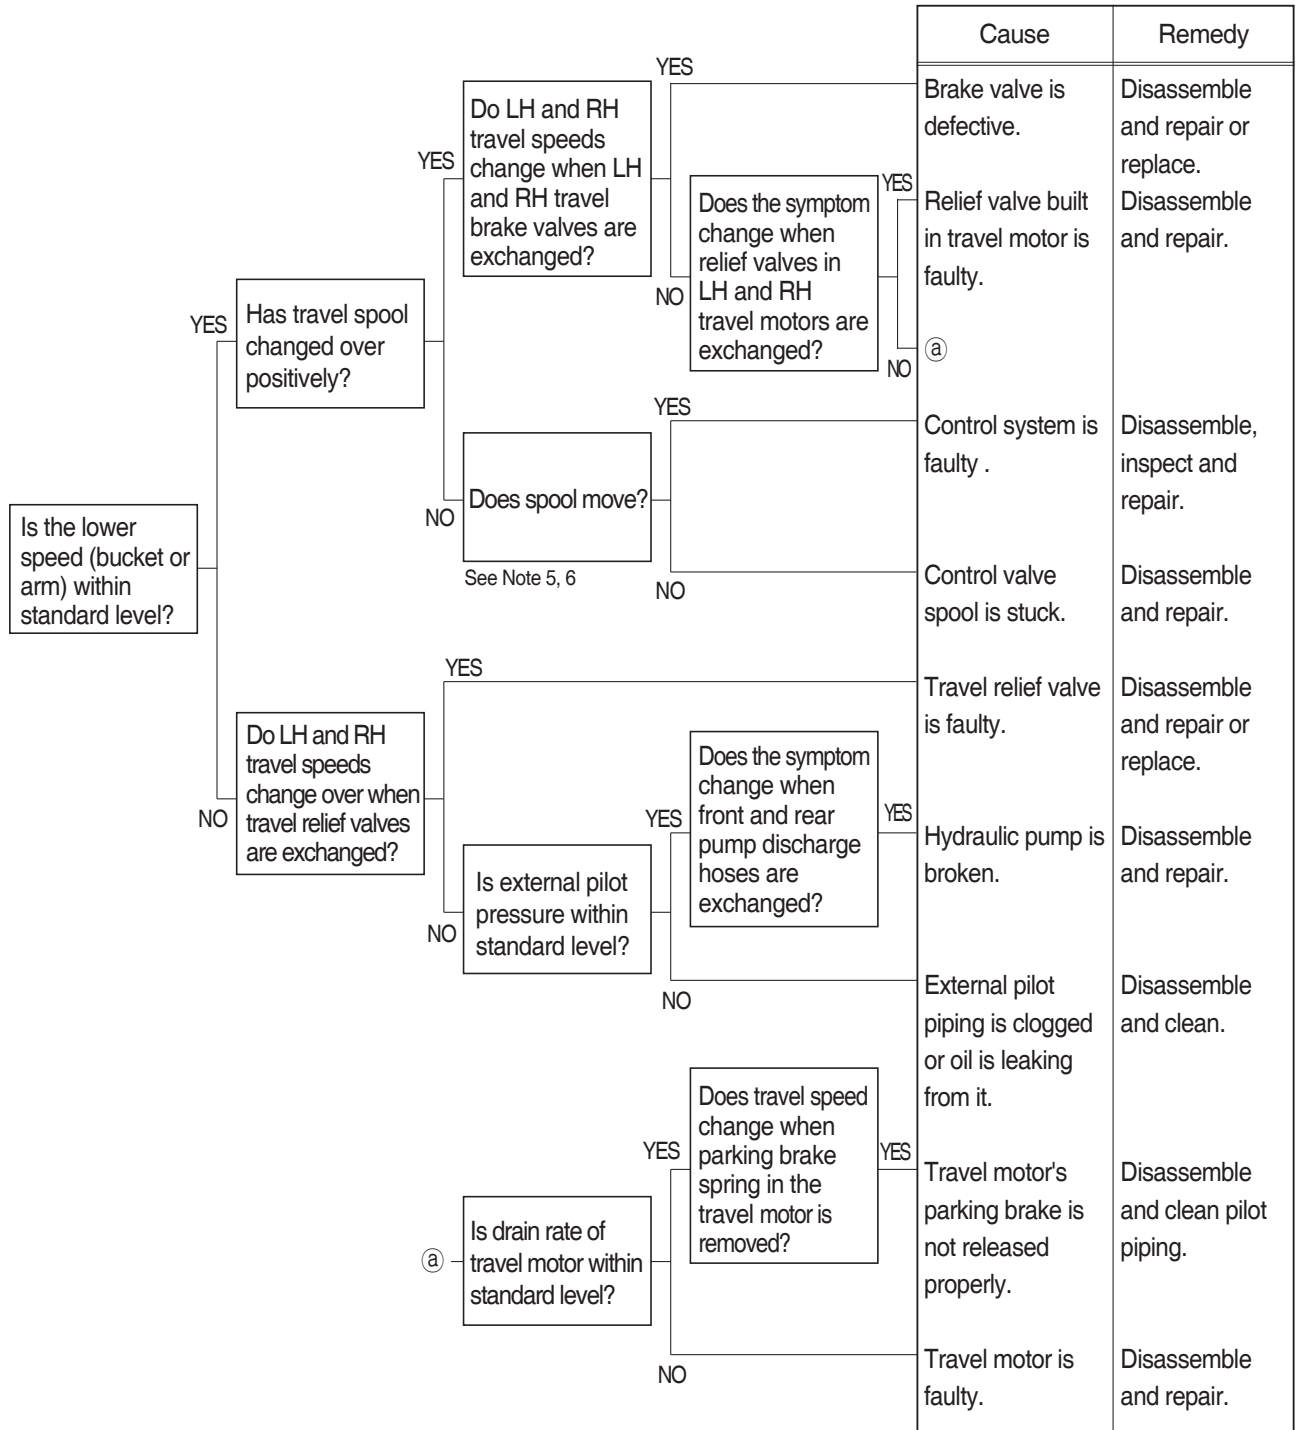 Cause
Remedy
YES
Do LH and RH
travel speeds
change when LH
and RH travel
brake valves are
exchanged?
Brake valve is
defective.
Disassemble
and repair or
replace.
YES
NO
Does the symptom
change when
relief valves in
LH and RH
travel motors are
exchanged?
YES
Relief valve built
in travel motor is
faulty.
Disassemble
and repair.
NO
ⓐ
YES
Has travel spool
changed over
positively?
NO
Does spool move?
See Note 5, 6
YES
Control system is
faulty .
Disassemble,
inspect and
repair.
NO
Control valve
spool is stuck.
Disassemble
and repair.
Is the lower
speed (bucket or
arm) within
standard level?
NO
Do LH and RH
travel speeds
change over when
travel relief valves
are exchanged?
YES
Travel relief valve
is faulty.
Disassemble
and repair or
replace.
NO
Is external pilot
pressure within
standard level?
YES
Does the symptom
change when
front and rear
pump discharge
hoses are
exchanged?
YES
Hydraulic pump is
broken.
Disassemble
and repair.
NO
External pilot
piping is clogged
or oil is leaking
from it.
Disassemble
and clean.
ⓐ
Is drain rate of
travel motor within
standard level?
YES
Does travel speed
change when
parking brake
spring in the
travel motor is
removed?
YES
Travel motor's
parking brake is
not released
properly.
Disassemble
and clean pilot
piping.
NO
Travel motor is
faulty.
Disassemble
and repair.